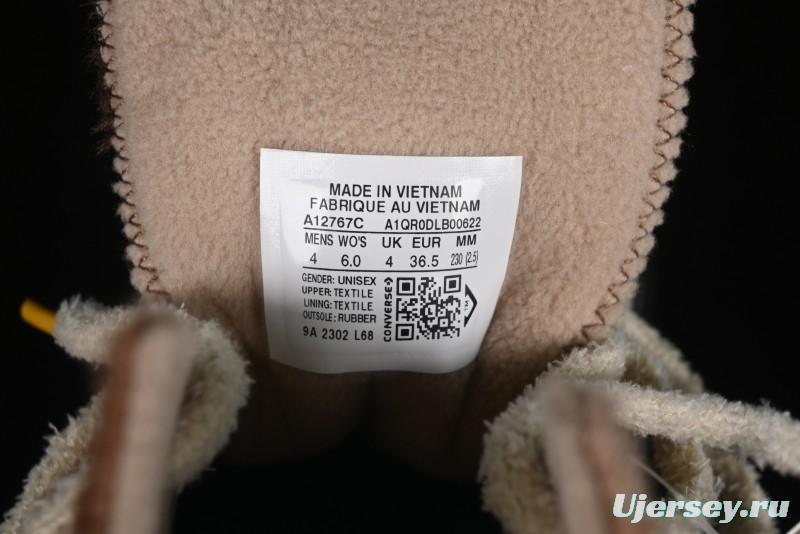 MADE IN VIETNAM
FABRIQUE AU VIETNAM
A12767C A1QR0DLB00622
MENS WO'S UK EUR MM
4 6.0 4 36.5 230 (2.5)
GENDER: UNISEX
UPPER: TEXTILE
LINING: TEXTILE
OUTSOLE: RUBBER
9A 2302 L68
CONVERSE
Ujersey.ru